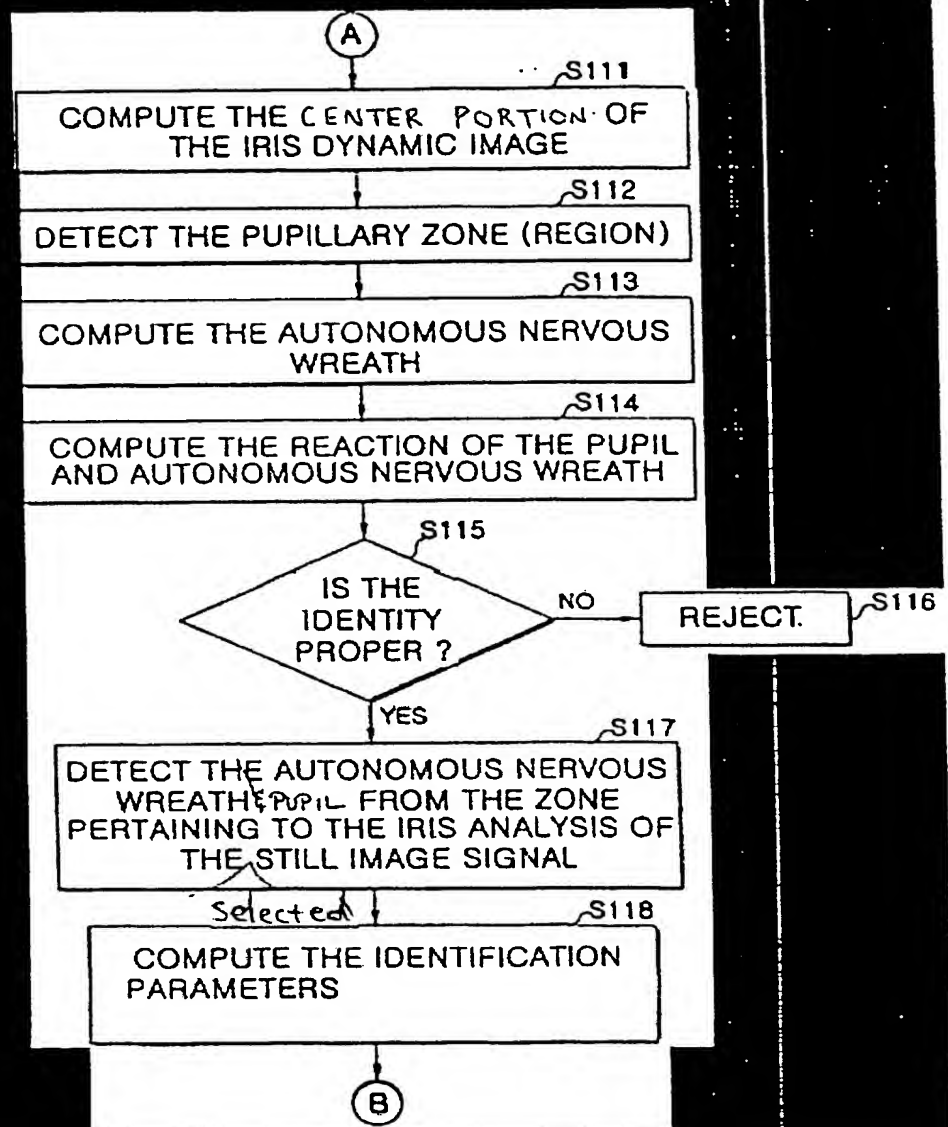 A
S111
COMPUTE THE CENTER PORTION OF
THE IRIS DYNAMIC IMAGE
S112
DETECT THE PUPILLARY ZONE (REGION)
S113
COMPUTE THE AUTONOMOUS NERVOUS
WREATH
S114
COMPUTE THE REACTION OF THE PUPIL
AND AUTONOMOUS NERVOUS WREATH
S115
IS THE
IDENTITY
PROPER ?
NO
REJECT.
S116
YES
S117
DETECT THE AUTONOMOUS NERVOUS
WREATH & PUPIL FROM THE ZONE
PERTAINING TO THE IRIS ANALYSIS OF
THE STILL IMAGE SIGNAL
Selected
S118
COMPUTE THE IDENTIFICATION
PARAMETERS
B